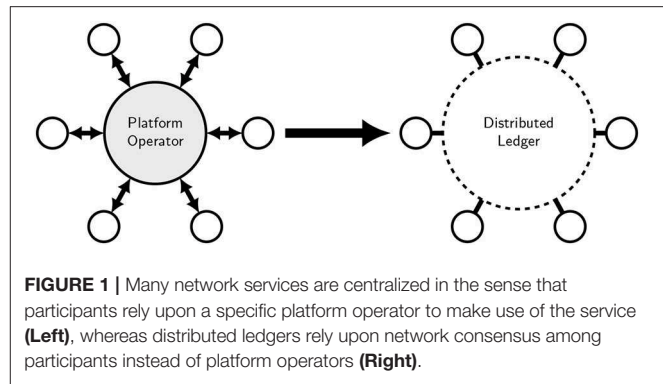 Platform
Operator
Distributed
Ledger
FIGURE 1 | Many network services are centralized in the sense that
participants rely upon a specific platform operator to make use of the service
(Left), whereas distributed ledgers rely upon network consensus among
participants instead of platform operators (Right).